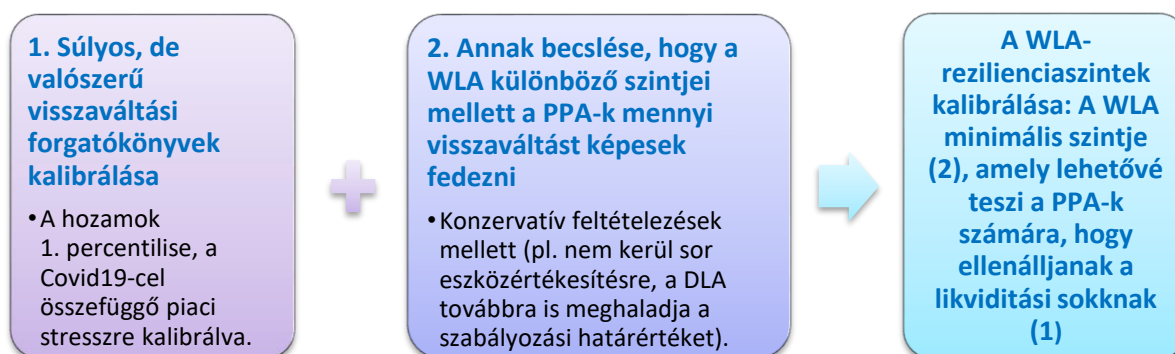 1. Súlyos, de
valószerű
visszaváltási
forgatókönyvek
kalibrálása
•A hozamok
1. percentilise, a
Covid19-cel
összefüggő piaci
stresszre kalibrálva.
2. Annak becslése, hogy a
WLA különböző szintjei
mellett a PPA-k mennyi
visszaváltást képesek
fedezni
•Konzervatív feltételezések
mellett (pl. nem kerül sor
eszközértékesítésre, a DLA
továbbra is meghaladja a
szabályozási határértéket).
A WLA-
rezilienciaszintek
kalibrálása: A WLA
minimális szintje
(2), amely lehetővé
teszi a PPA-k
számára, hogy
ellenálljanak a
likviditási sokknak
(1)